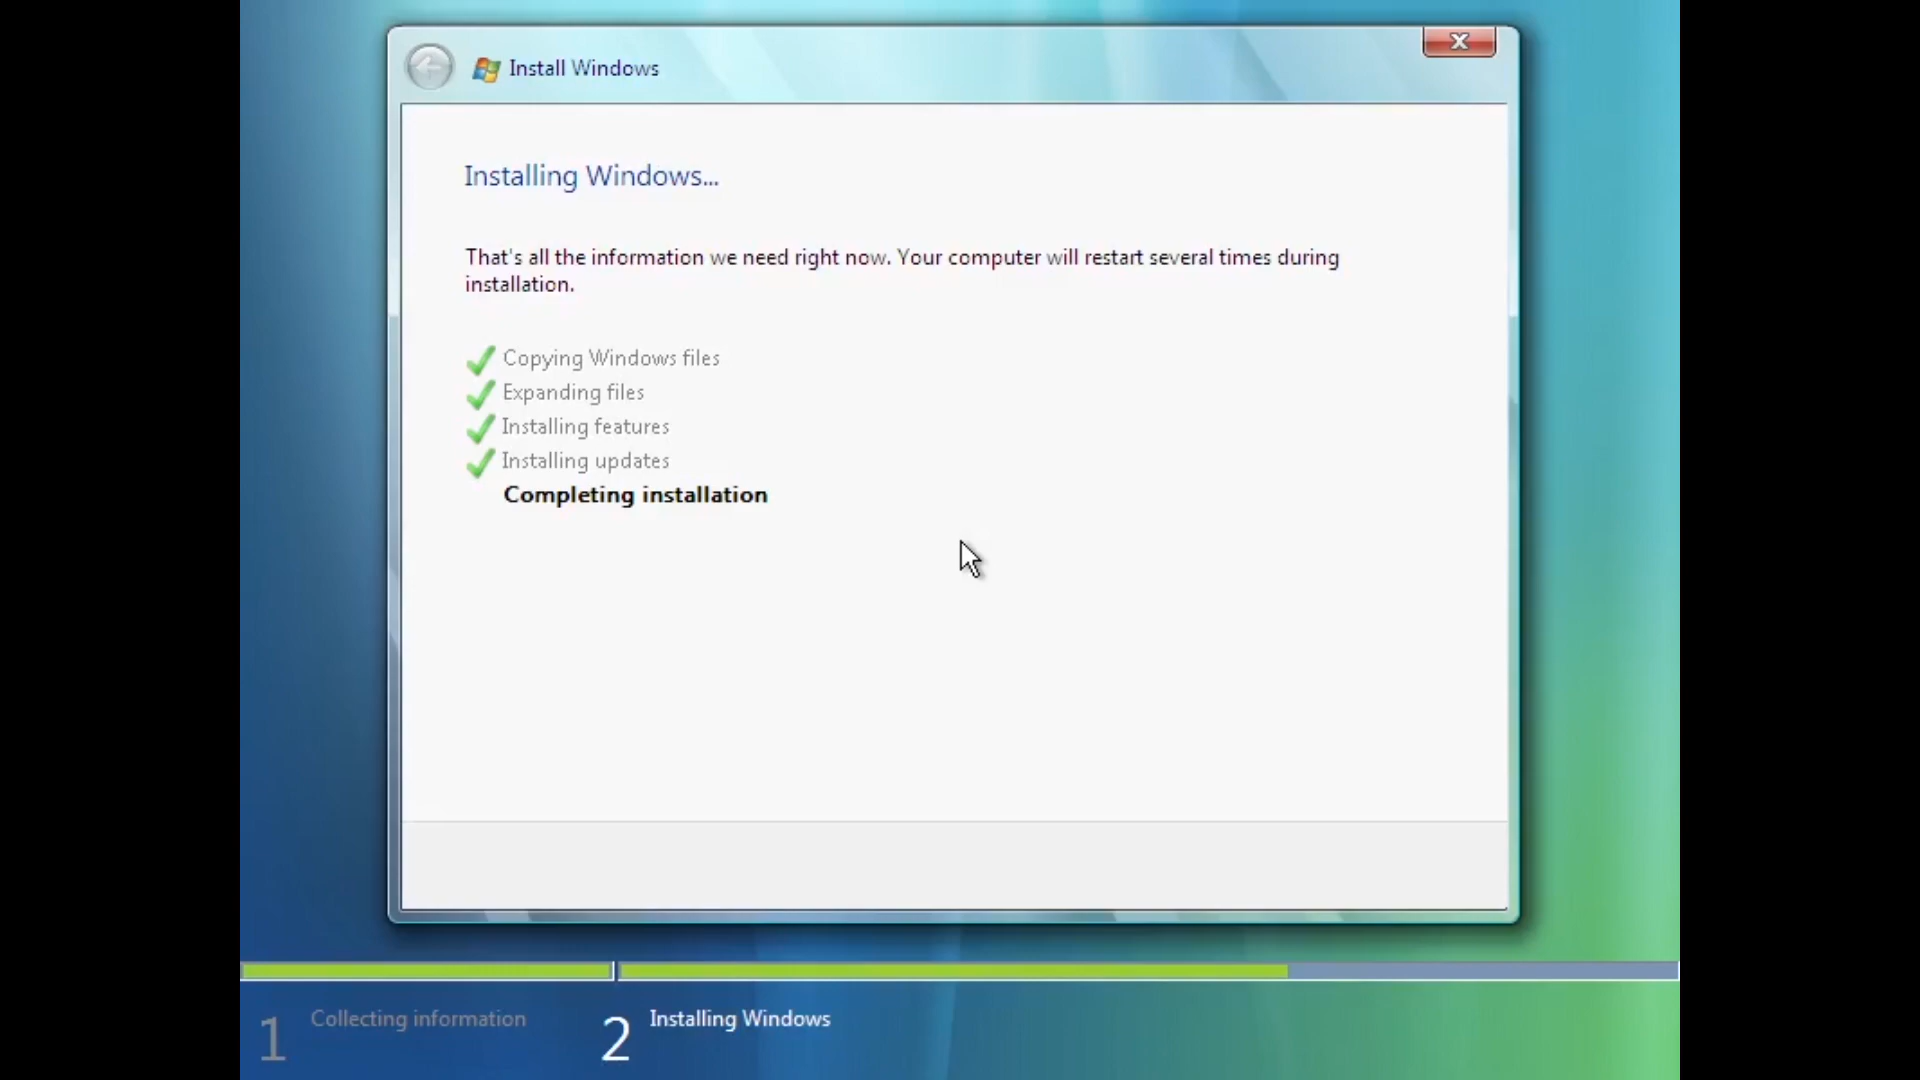 Install Windows
Installing Windows...
That's all the information we need right now. Your computer will restart several times during
installation.
Copying Windows files
Expanding files
Installing features
Installing updates
Completing installation
1 Collecting information
2 Installing Windows